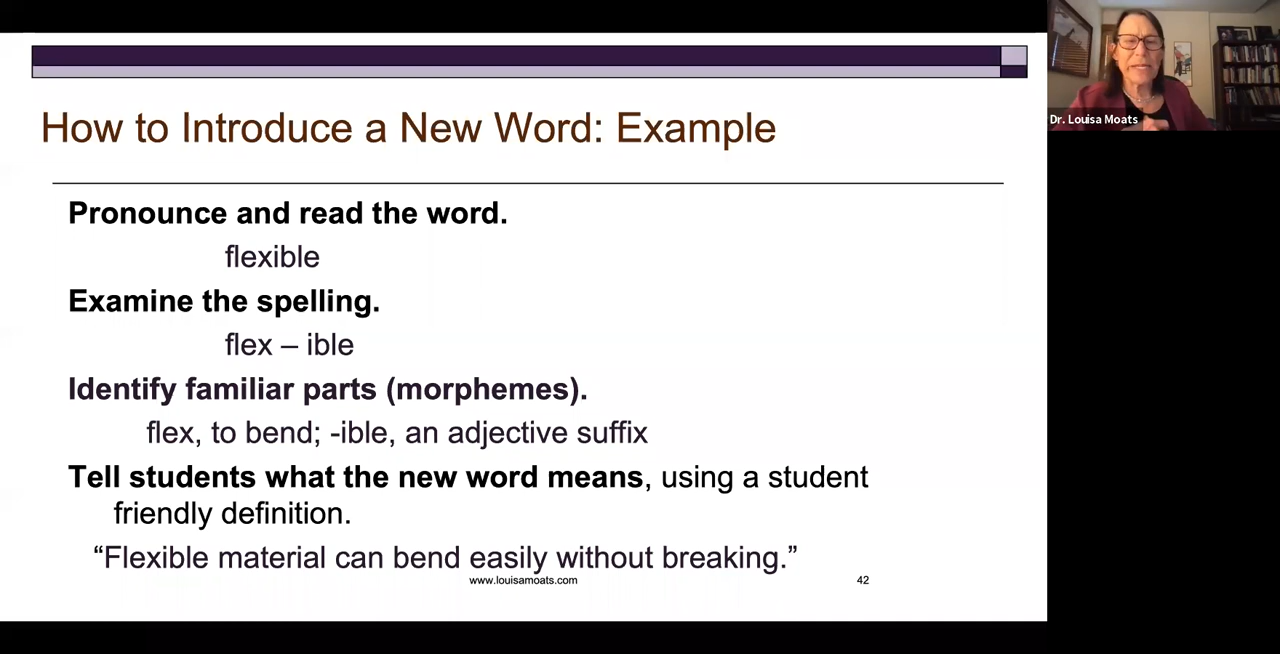 How to Introduce a New Word: Example
Pronounce and read the word.
flexible
Examine the spelling.
flex – ible
Identify familiar parts (morphemes).
flex, to bend; -ible, an adjective suffix
Tell students what the new word means, using a student
friendly definition.
“Flexible material can bend easily without breaking.”
www.louisamoats.com
42
Dr. Louisa Moats